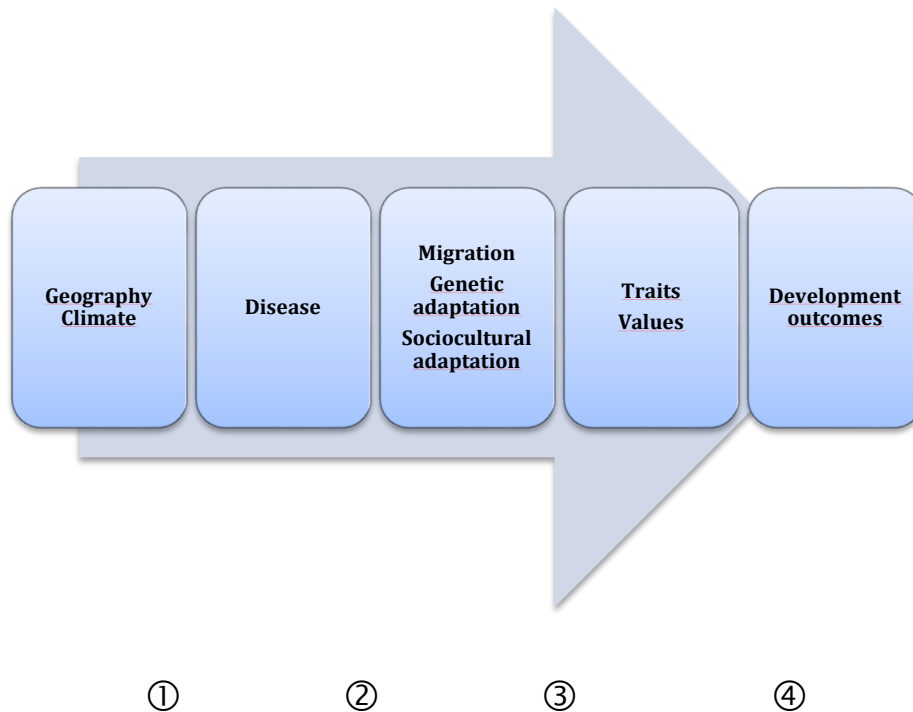 Geography
Climate
Disease
Migration
Genetic
adaptation
Sociocultural
adaptation
Traits
Values
Development
outcomes
① ② ③ ④